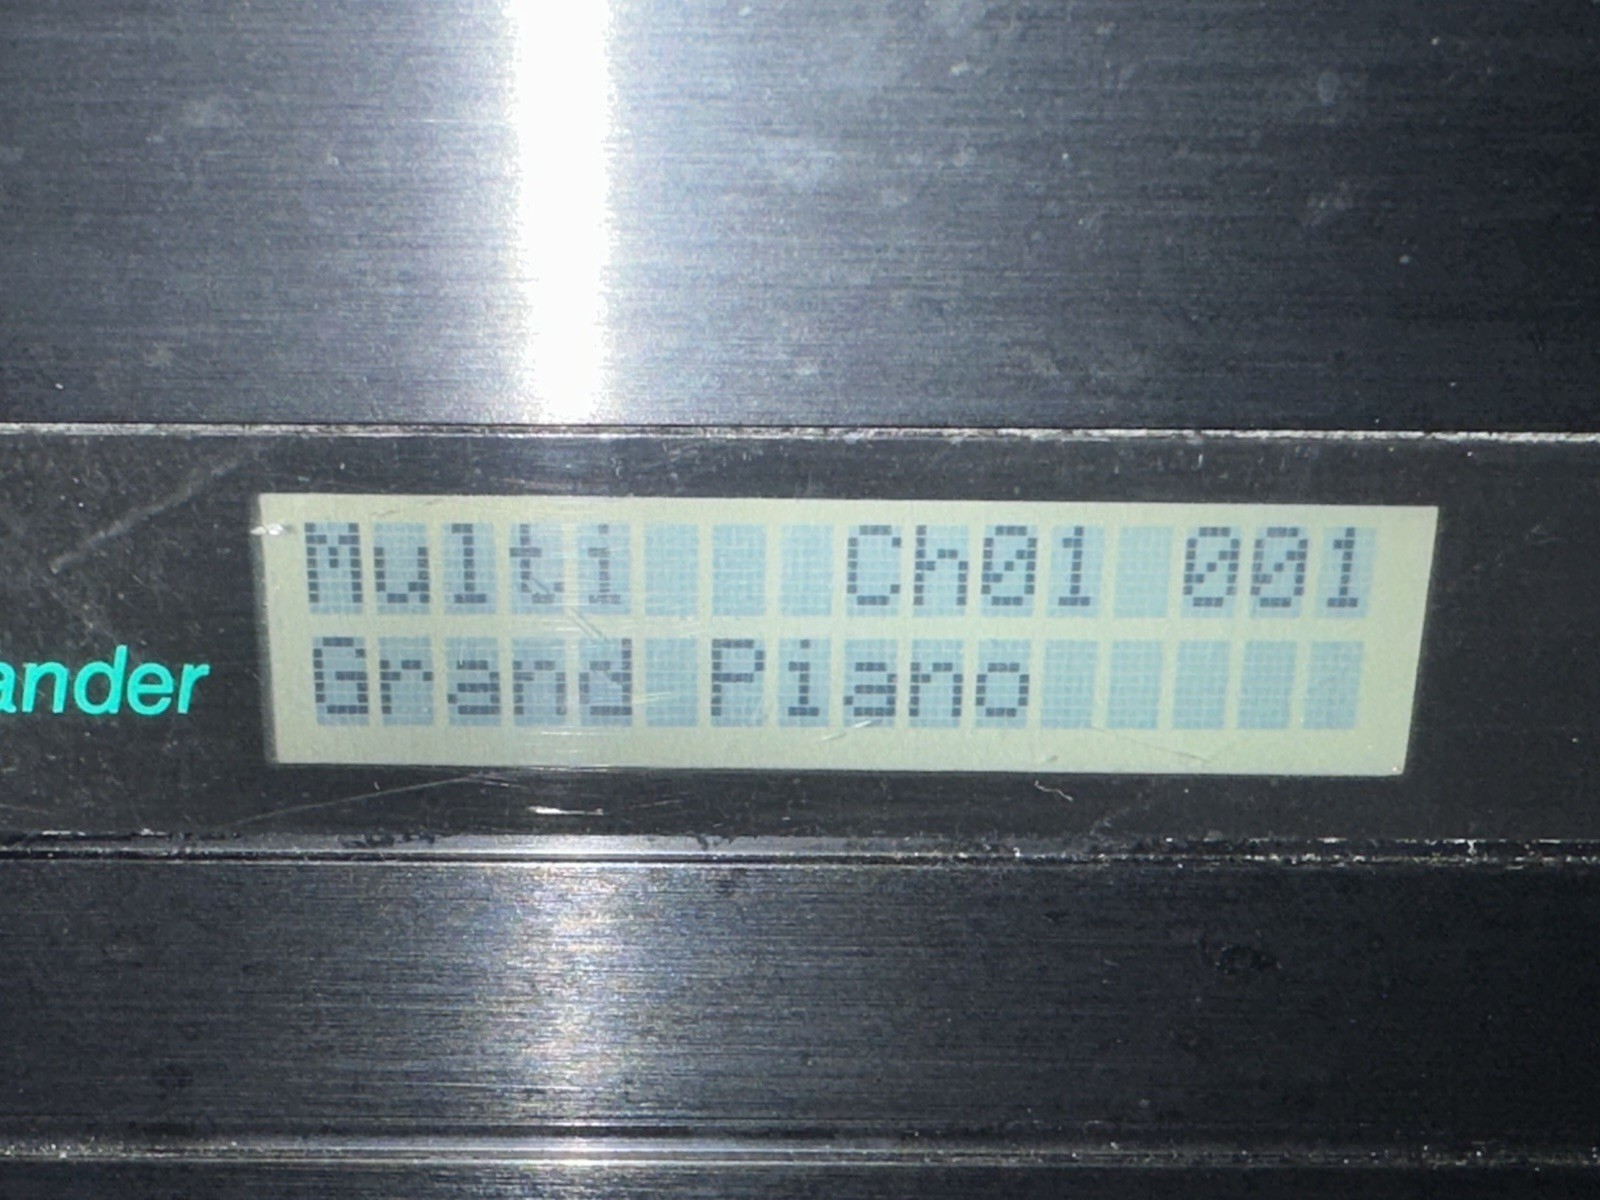 Multi Ch01 001
ander
Grand Piano